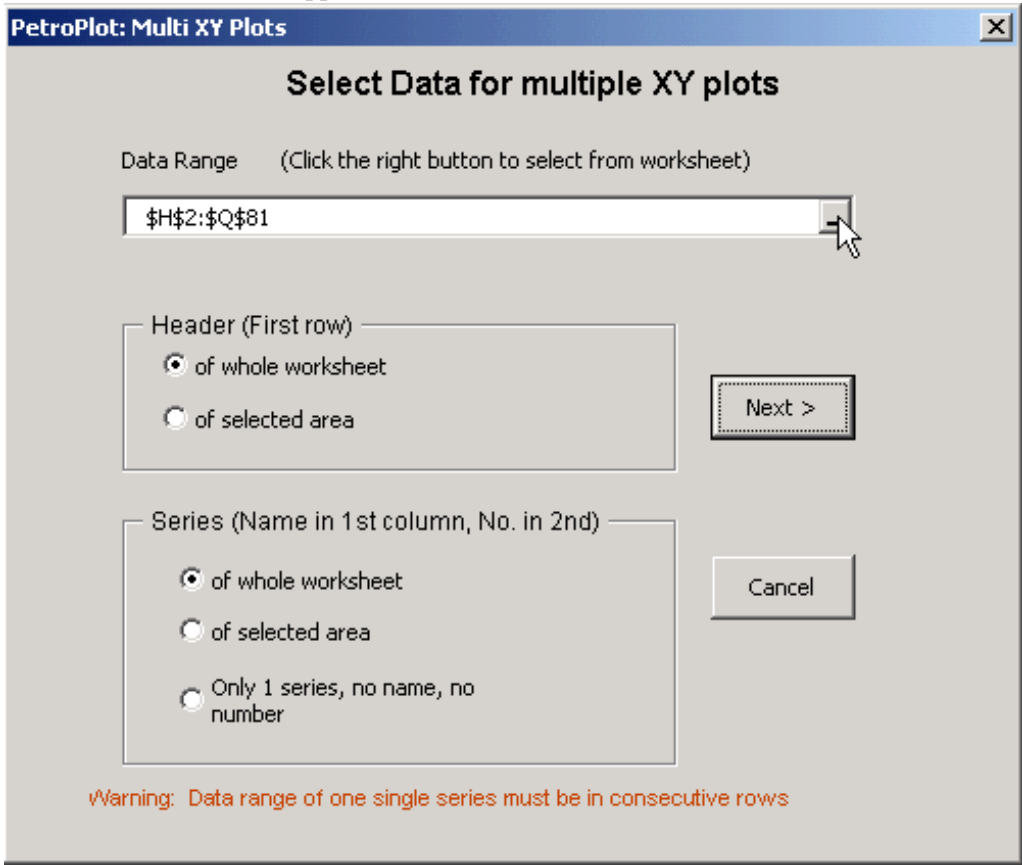 PetroPlot: Multi XY Plots
Select Data for multiple XY plots
Data Range (Click the right button to select from worksheet)
$H$2:$Q$81
Header (First row)
of whole worksheet
of selected area
Next >
Series (Name in 1st column, No. in 2nd)
of whole worksheet
of selected area
Only 1 series, no name, no
number
Cancel
Warning: Data range of one single series must be in consecutive rows